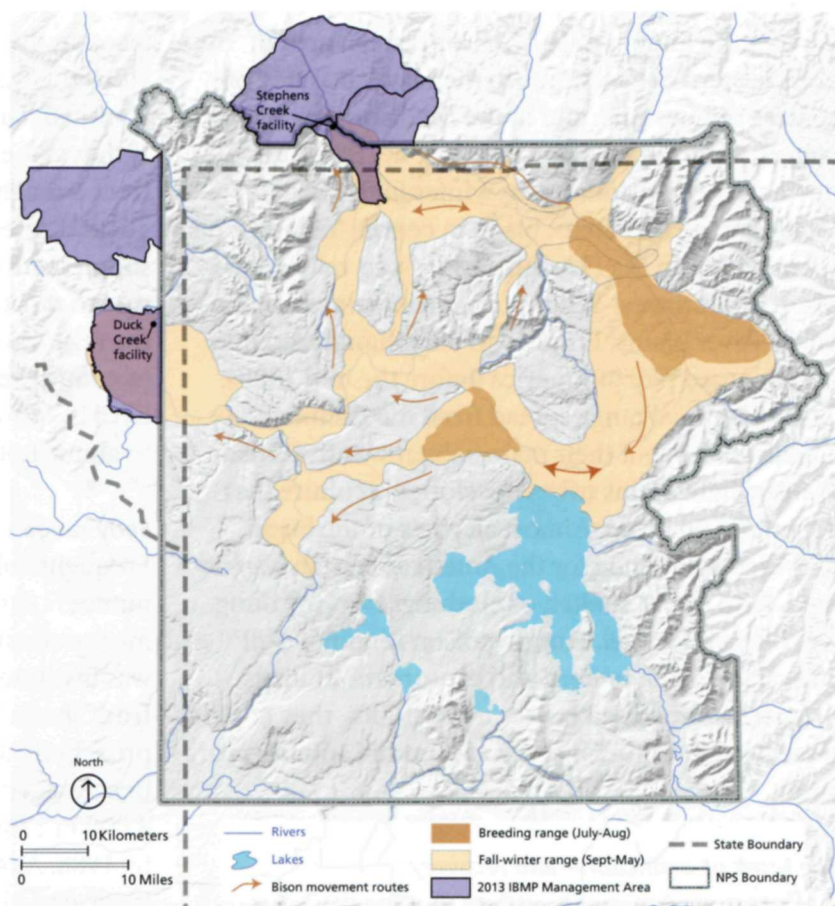 Stephens
Creek
facility
Duck
Creek
facility
North
0 10 Kilometers
0 10 Miles
Rivers
Lakes
Bison movement routes
Breeding range (July-Aug)
Fall-winter range (Sept-May)
2013 IBMP Management Area
State Boundary
NPS Boundary